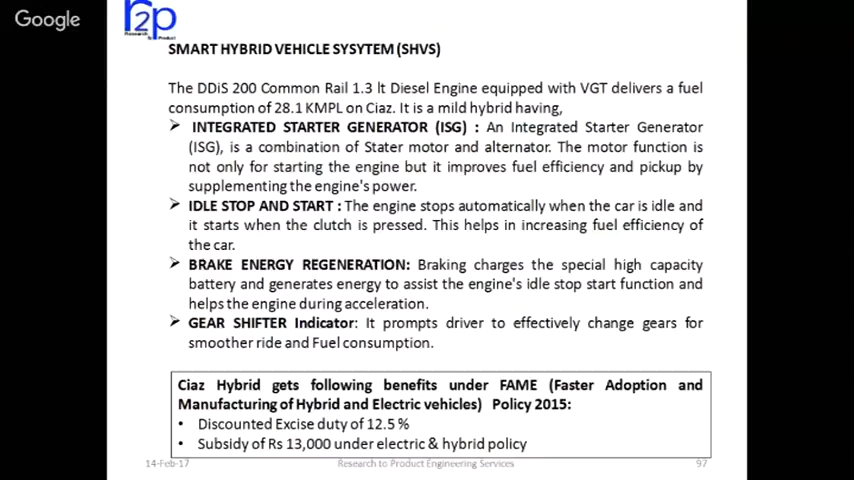 Google
r2p
Research to Product
SMART HYBRID VEHICLE SYSYTEM (SHVS)
The DDiS 200 Common Rail 1.3 lt Diesel Engine equipped with VGT delivers a fuel
consumption of 28.1 KMPL on Ciaz. It is a mild hybrid having,
➢ INTEGRATED STARTER GENERATOR (ISG) : An Integrated Starter Generator
(ISG), is a combination of Stater motor and alternator. The motor function is
not only for starting the engine but it improves fuel efficiency and pickup by
supplementing the engine's power.
➢ IDLE STOP AND START : The engine stops automatically when the car is idle and
it starts when the clutch is pressed. This helps in increasing fuel efficiency of
the car.
➢ BRAKE ENERGY REGENERATION: Braking charges the special high capacity
battery and generates energy to assist the engine's idle stop start function and
helps the engine during acceleration.
➢ GEAR SHIFTER Indicator: It prompts driver to effectively change gears for
smoother ride and Fuel consumption.
Ciaz Hybrid gets following benefits under FAME (Faster Adoption and
Manufacturing of Hybrid and Electric vehicles) Policy 2015:
• Discounted Excise duty of 12.5 %
• Subsidy of Rs 13,000 under electric & hybrid policy
14-Feb-17 Research to Product Engineering Services 97